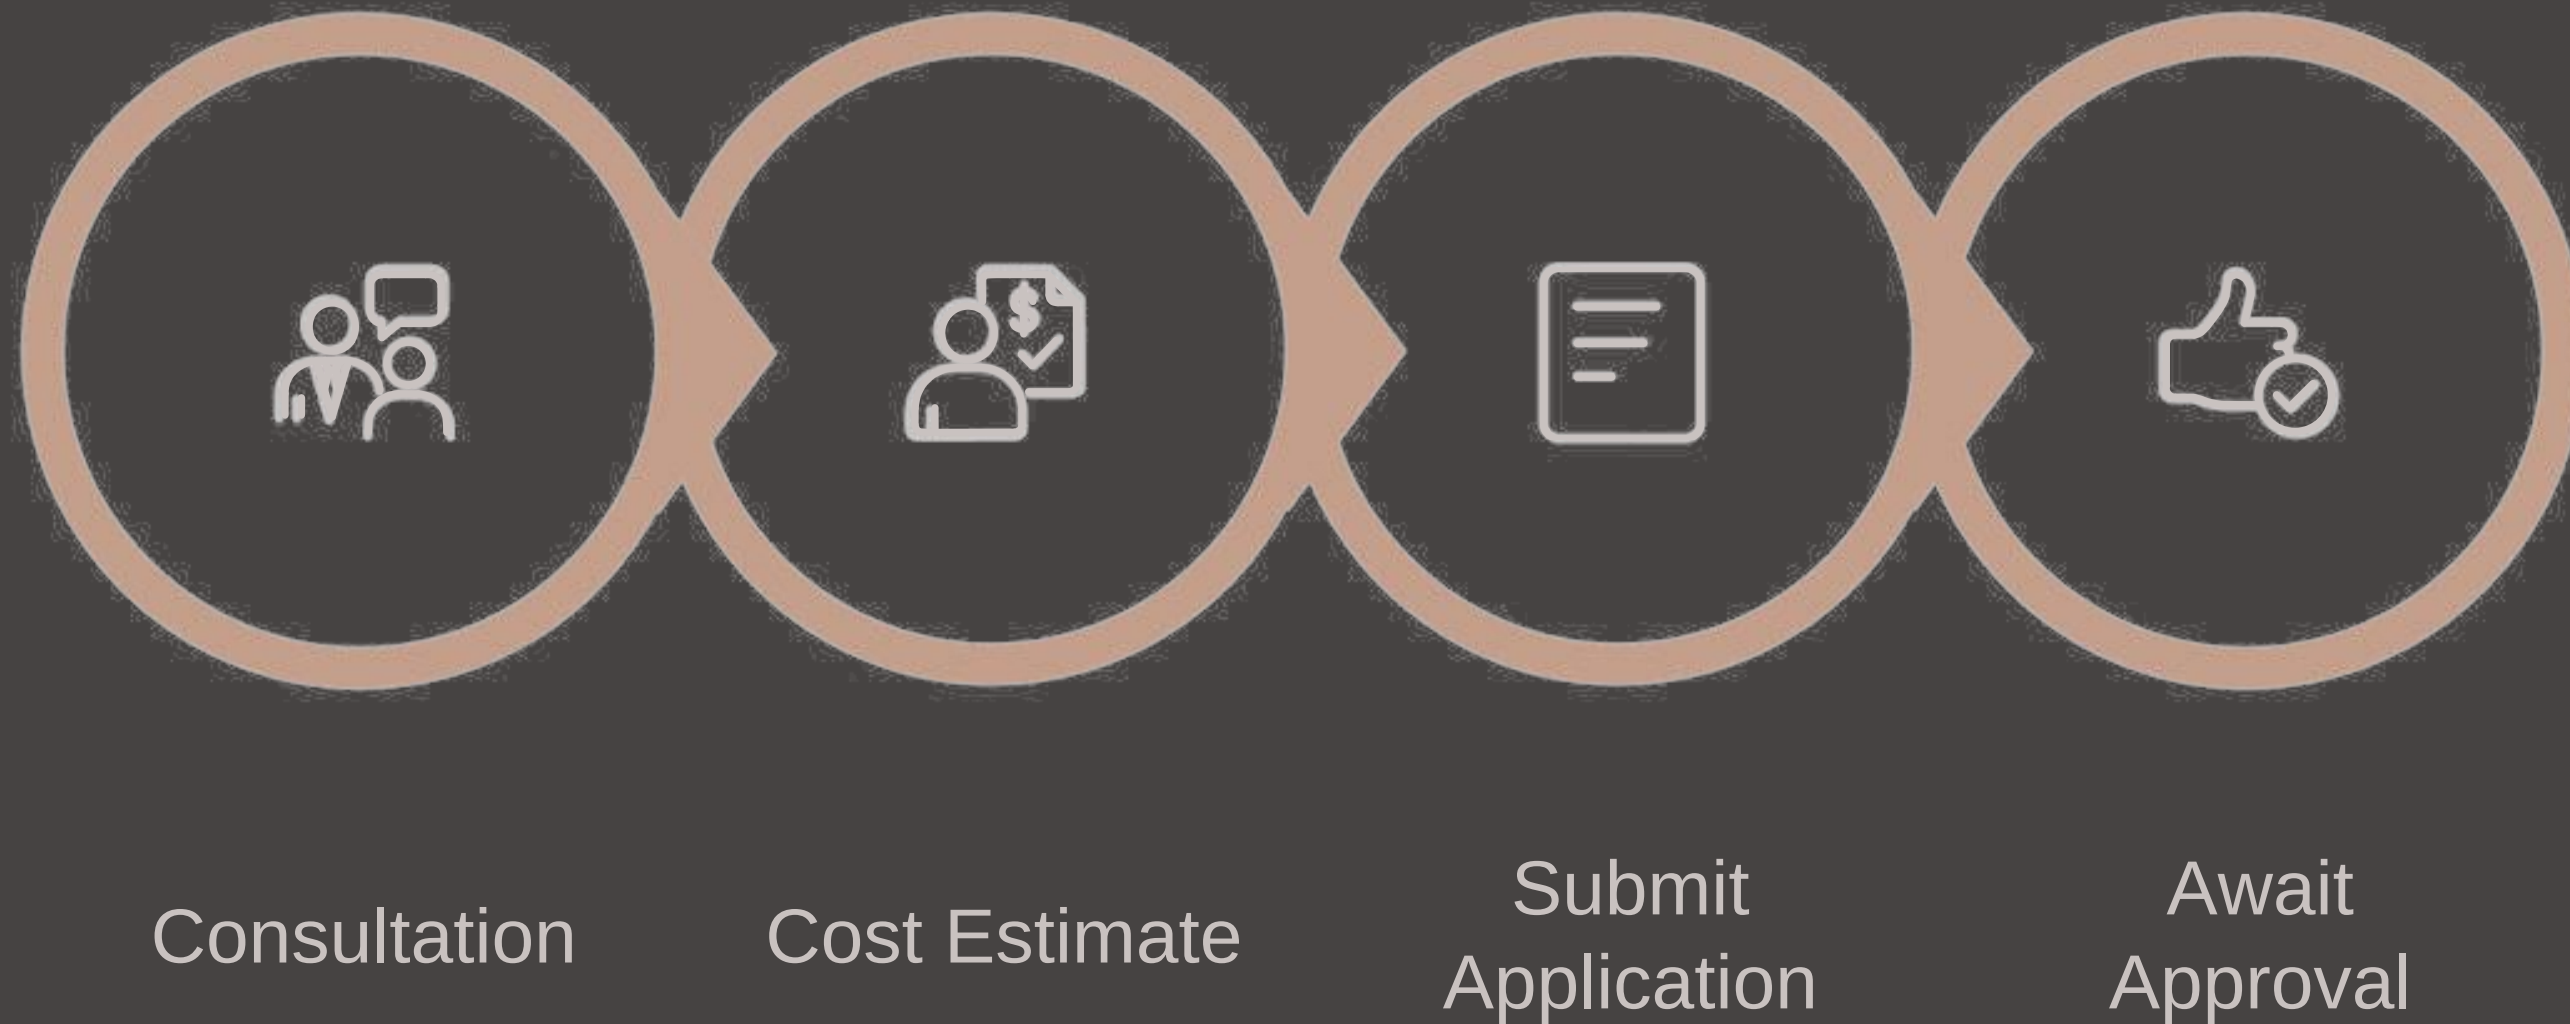 Consultation
Cost Estimate
Submit
Application
Await
Approval